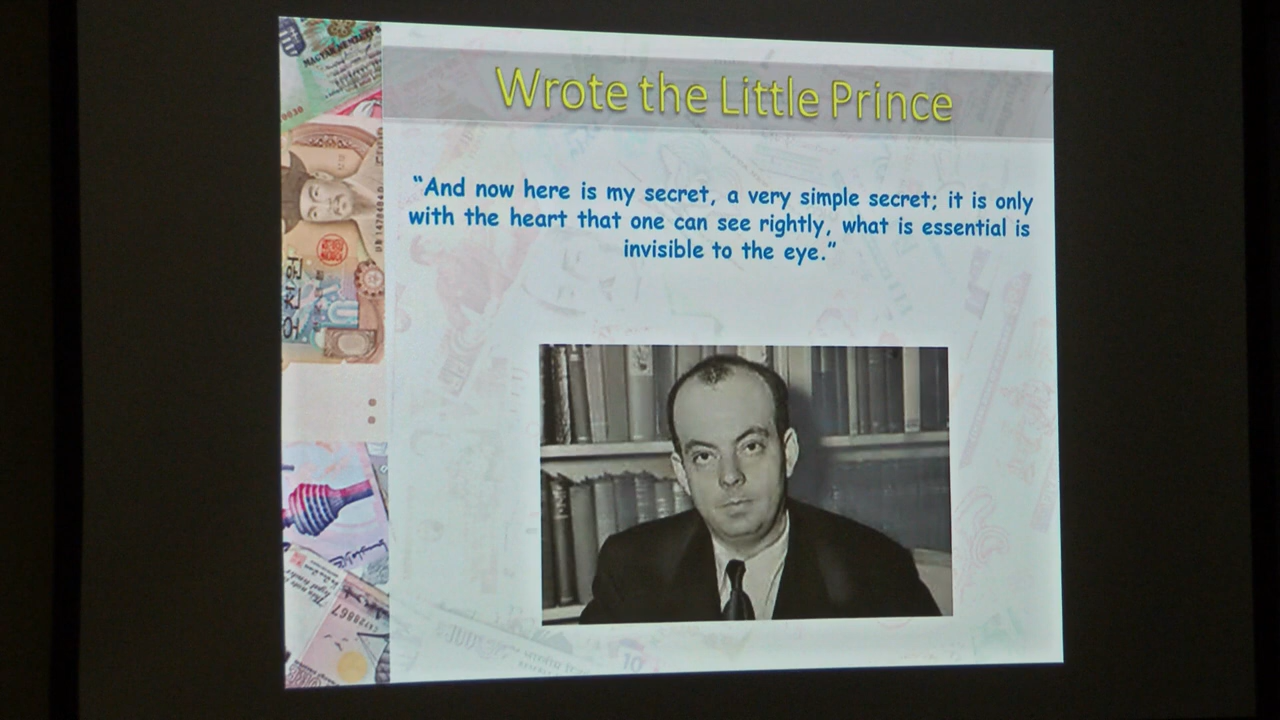 Wrote the Little Prince
“And now here is my secret, a very simple secret; it is only
with the heart that one can see rightly, what is essential is
invisible to the eye.”